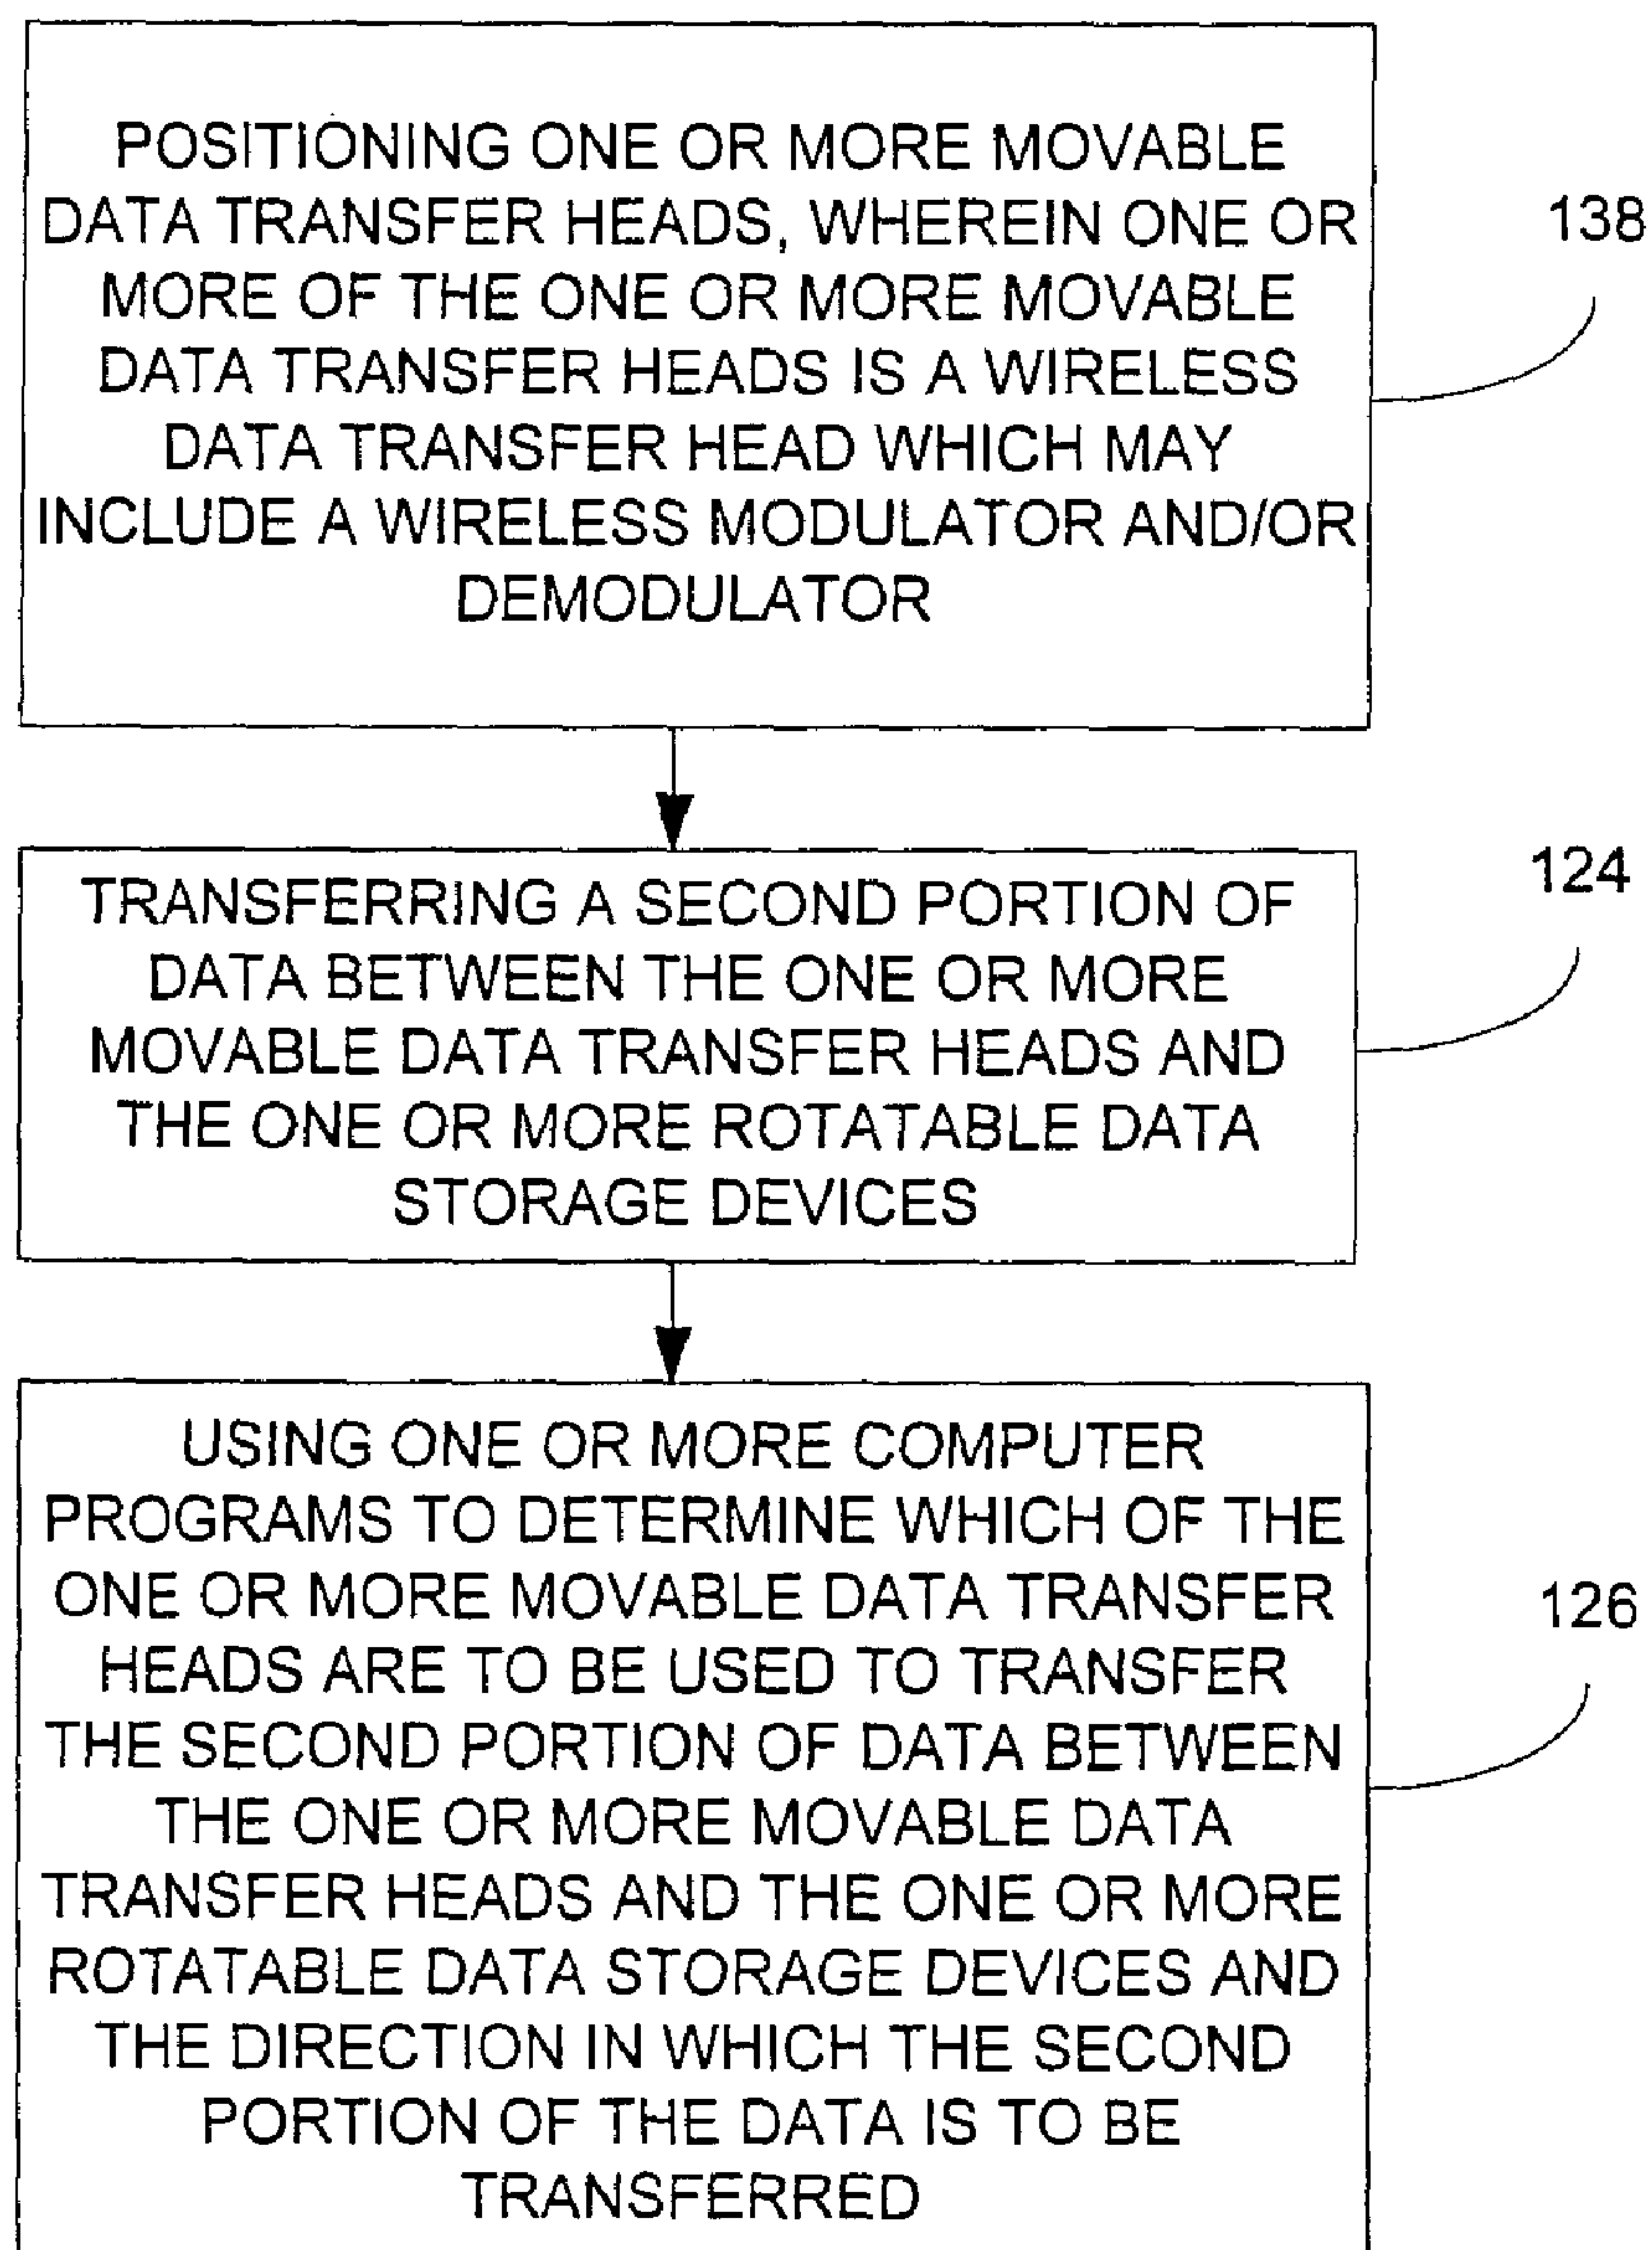 POSITIONING ONE OR MORE MOVABLE
DATA TRANSFER HEADS, WHEREIN ONE OR
MORE OF THE ONE OR MORE MOVABLE
DATA TRANSFER HEADS IS A WIRELESS
DATA TRANSFER HEAD WHICH MAY
INCLUDE A WIRELESS MODULATOR AND/OR
DEMODULATOR
138
TRANSFERRING A SECOND PORTION OF
DATA BETWEEN THE ONE OR MORE
MOVABLE DATA TRANSFER HEADS AND
THE ONE OR MORE ROTATABLE DATA
STORAGE DEVICES
124
USING ONE OR MORE COMPUTER
PROGRAMS TO DETERMINE WHICH OF THE
ONE OR MORE MOVABLE DATA TRANSFER
HEADS ARE TO BE USED TO TRANSFER
THE SECOND PORTION OF DATA BETWEEN
THE ONE OR MORE MOVABLE DATA
TRANSFER HEADS AND THE ONE OR MORE
ROTATABLE DATA STORAGE DEVICES AND
THE DIRECTION IN WHICH THE SECOND
PORTION OF THE DATA IS TO BE
TRANSFERRED
126